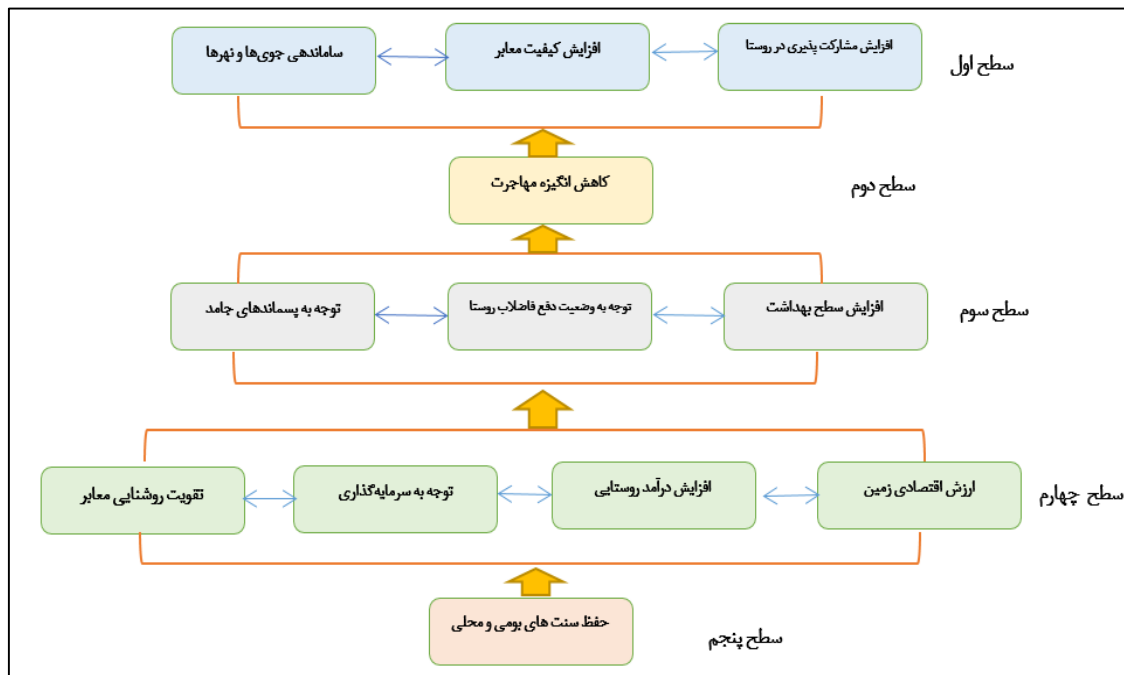 افزایش مشارکت پذیری در روستا
افزایش کیفیت معابر
ساماندهی جوی‌ها و نهرها
سطح اول
کاهش انگیزه مهاجرت
سطح دوم
افزایش سطح بهداشت
توجه به وضعیت دفع فاضلاب روستا
توجه به پسماندهای جامد
سطح سوم
ارزش اقتصادی زمین
افزایش درآمد روستایی
توجه به سرمایه‌گذاری
تقویت روشنایی معابر
سطح چهارم
حفظ سنت های بومی و محلی
سطح پنجم